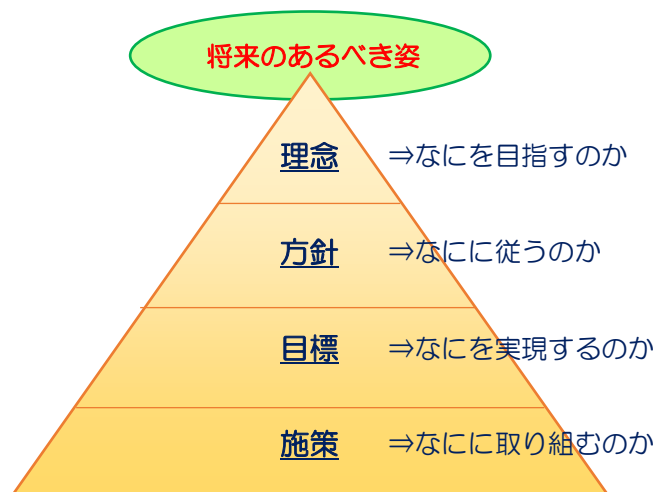 将来のあるべき姿
理念 ⇒なにを目指すのか
方針 ⇒なにに従うのか
目標 ⇒なにを実現するのか
施策 ⇒なにに取り組むのか